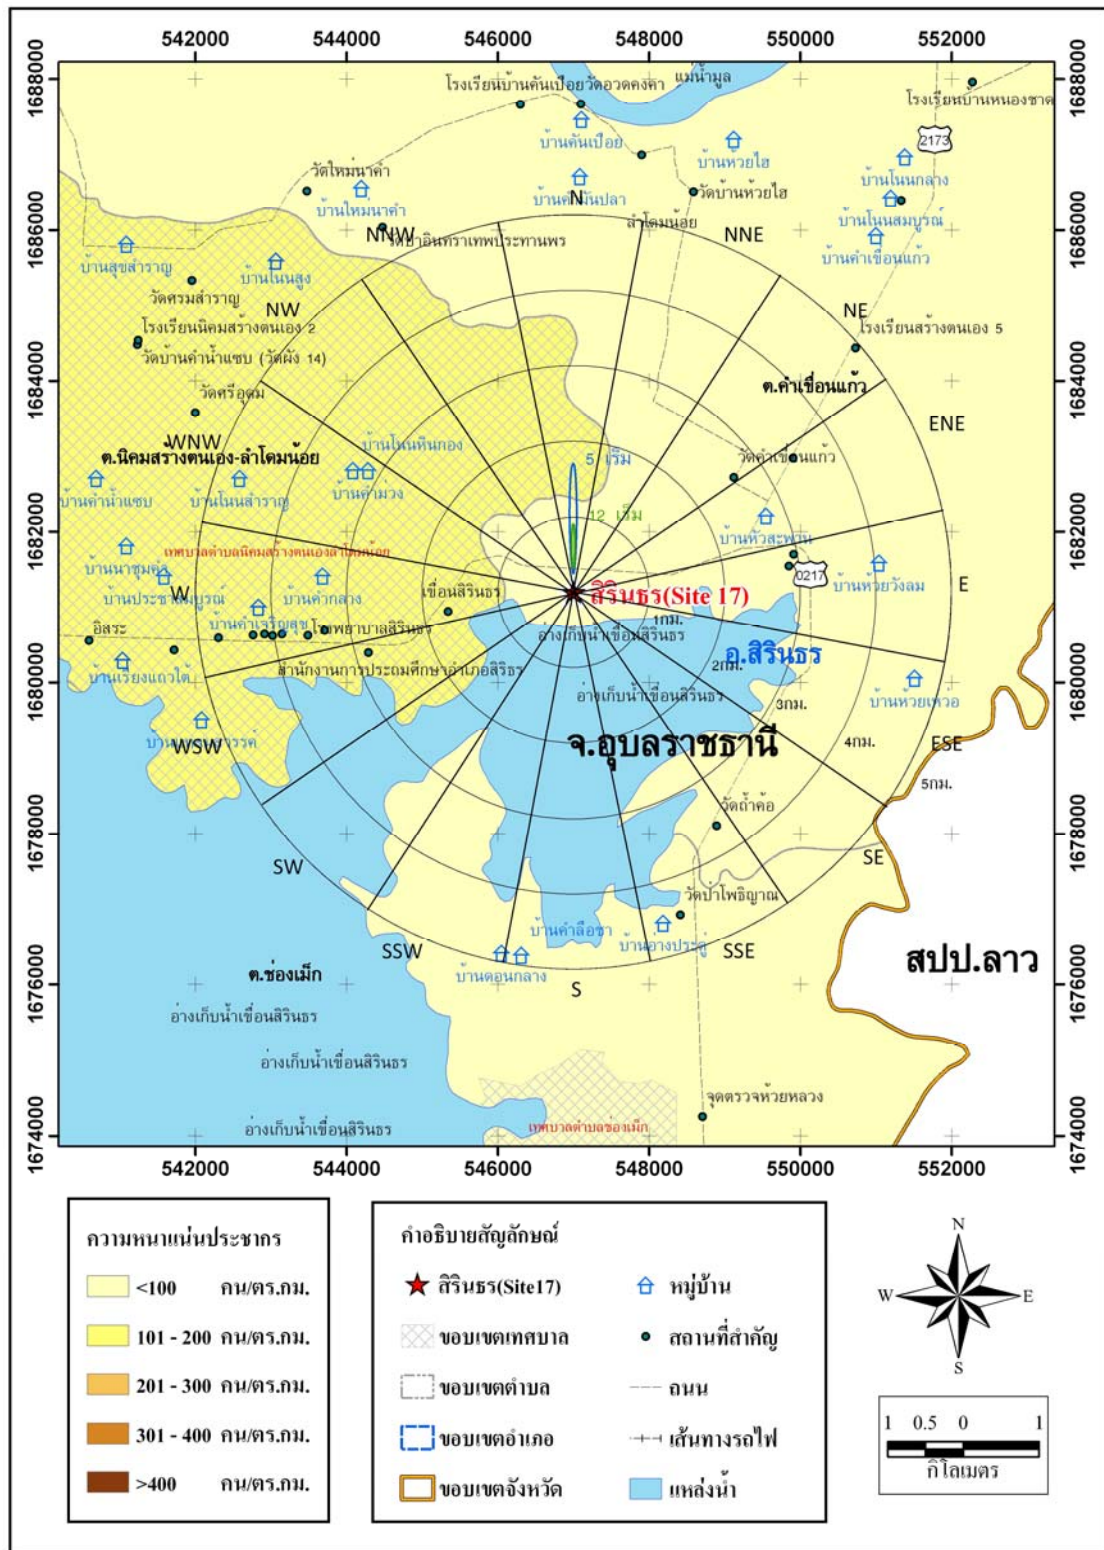 542000 544000 546000 548000 550000 552000
1688000 1688000
โรงเรียนบ้านคันเปือย วัดอวดคงคา แม่น้ำมูล
โรงเรียนบ้านหนองชาด
บ้านคันเปือย
บ้านห้วยไฮ
2173
บ้านโนนกลาง
วัดใหม่นาคำ
บ้านใหม่นาคำ
N
วัดบ้านห้วยไฮ
ลำโดมน้อย
บ้านโนนสมบูรณ์
บ้านคำเขื่อนแก้ว
1686000 1686000
NNW
วัดป่าอินทราเทพประทานพร
NNE
บ้านสุขสำราญ
บ้านโนนสูง
NW
NE
โรงเรียนนิคมสร้างตนเอง 2
โรงเรียนสร้างตนเอง 5
วัดบ้านคำน้ำแซบ (วัดผัง 14)
1684000 1684000
วัดศรีอุดม
ต.คำเขื่อนแก้ว
WNW
ENE
บ้านโนนหินกอง
ต.นิคมสร้างตนเอง-ลำโดมน้อย
5 เริ่ม
วัดคำเขื่อนแก้ว
บ้านคำน้ำแซบ
บ้านโนนสำราญ
บ้านคำม่วง
12 เริ่ม
1682000 1682000
บ้านหัวสะพาน
เทศบาลตำบลนิคมสร้างตนเองลำโดมน้อย
0217
บ้านห้วยวังลม
W
บ้านประชาสมบูรณ์
บ้านคำกลาง
เขื่อนสิรินธร
สิรินธร(Site 17)
E
อิสระ
บ้านคำเจริญสุข
โรงพยาบาลสิรินธร
อ่างเก็บน้ำเขื่อนสิรินธร
1กม.
อ.สิรินธร
1680000 1680000
สำนักงานการประถมศึกษาอำเภอสิริธร
2กม.
อ่างเก็บน้ำเขื่อนสิรินธร
3กม.
WSW
จ.อุบลราชธานี
4กม.
ESE
5กม.
1678000 1678000
วัดถ้ำค้อ
SE
SW
วัดป่าโพธิญาณ
บ้านคำลือชา
บ้านอ่างประดู่
SSW
SSE
1676000 1676000
ต.ช่องเม็ก
บ้านดอนกลาง
S
สปป.ลาว
อ่างเก็บน้ำเขื่อนสิรินธร
อ่างเก็บน้ำเขื่อนสิรินธร
จุดตรวจห้วยหลวง
1674000 1674000
อ่างเก็บน้ำเขื่อนสิรินธร
เทศบาลตำบลช่องเม็ก
542000 544000 546000 548000 550000 552000
ความหนาแน่นประชากร
<100 คน/ตร.กม.
101 - 200 คน/ตร.กม.
201 - 300 คน/ตร.กม.
301 - 400 คน/ตร.กม.
>400 คน/ตร.กม.
คำอธิบายสัญลักษณ์
สิรินธร(Site17)
หมู่บ้าน
ขอบเขตเทศบาล
สถานที่สำคัญ
ขอบเขตตำบล
ถนน
ขอบเขตอำเภอ
เส้นทางรถไฟ
ขอบเขตจังหวัด
แหล่งน้ำ
N
W E
S
1 0.5 0 1
กิโลเมตร